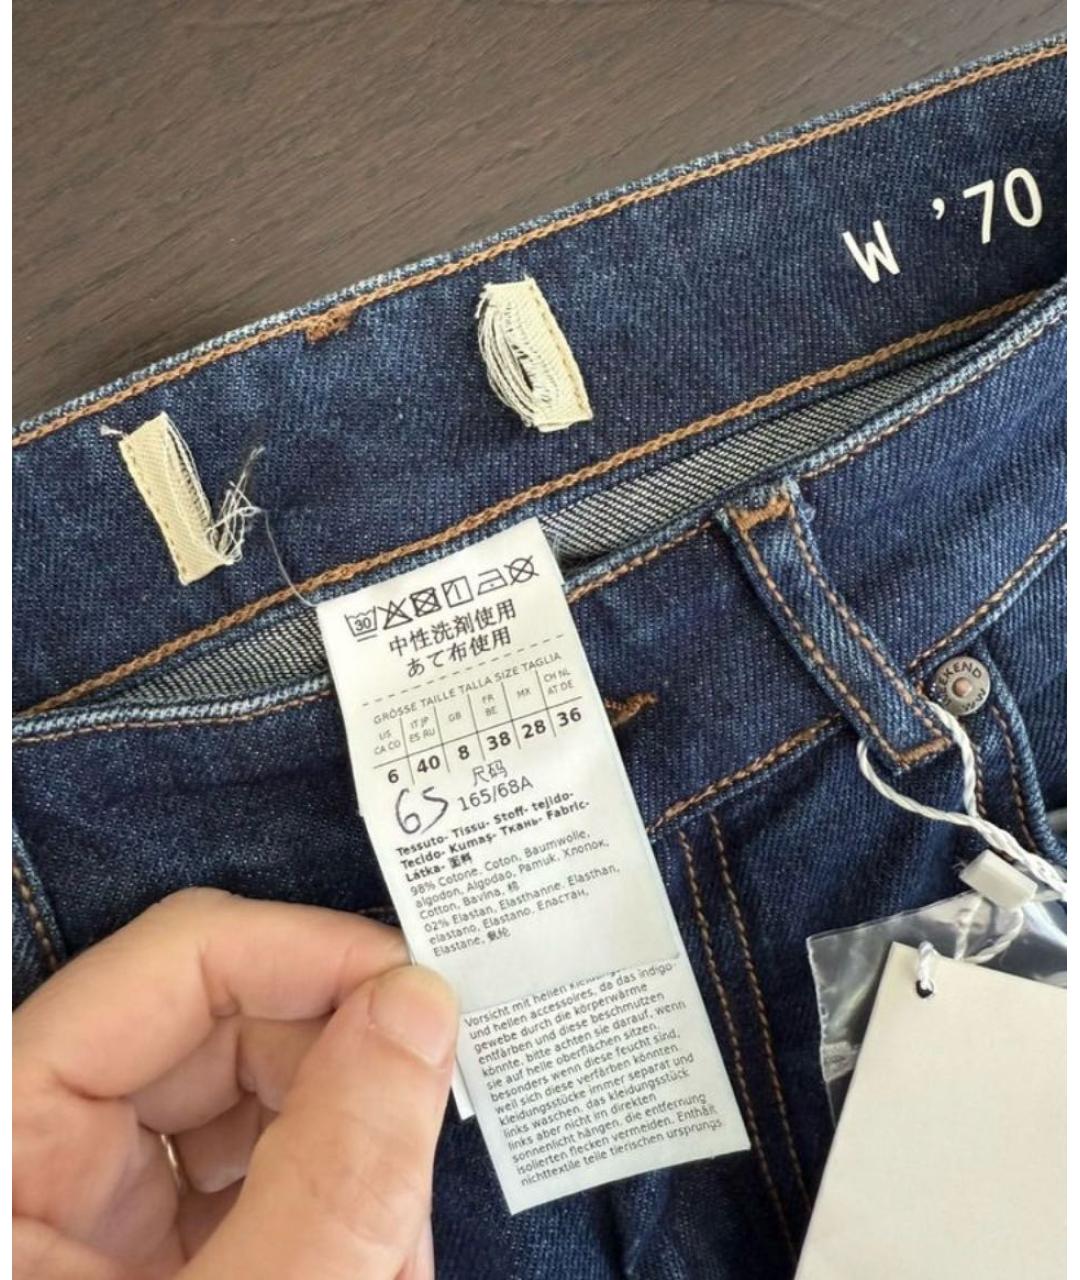 W '70
30
中性洗剤使用
あて布使用
GRÖSSE TAILLE TALLA SIZE TAGLIA
US CA CO IT JP ES RU GB FR BE MX CH NL AT DE
6 40 8 38 28 36
尺码
65 165/68A
Tessuto- Tissu- Stoff- tejido-
Tecido- Kumaş- Ткань- Fabric-
Látka- 面料
98% Cotone, Coton, Baumwolle,
algodon, Algodao, Pamuk, Хлопок,
Cotton, Bavlna, 棉
02% Elastan, Elasthanne, Elasthan,
elastano, Elastano, Еластан,
Elastane, 氨纶
Vorsicht mit hellen
und hellen accessoires, da das indigo-
gewebe durch die körperwärme
entfärben und diese beschmutzen
könnte, bitte achten sie darauf, wenn
sie auf helle oberflächen sitzen,
besonders wenn diese feucht sind,
weil sich diese verfärben könnten.
kleidungsstücke immer separat und
links waschen, das kleidungsstück
links aber nicht im direkten
sonnenlicht hängen, die entfernung
isolierten flecken vermeiden. Enthält
nichttextile teile tierischen ursprungs.